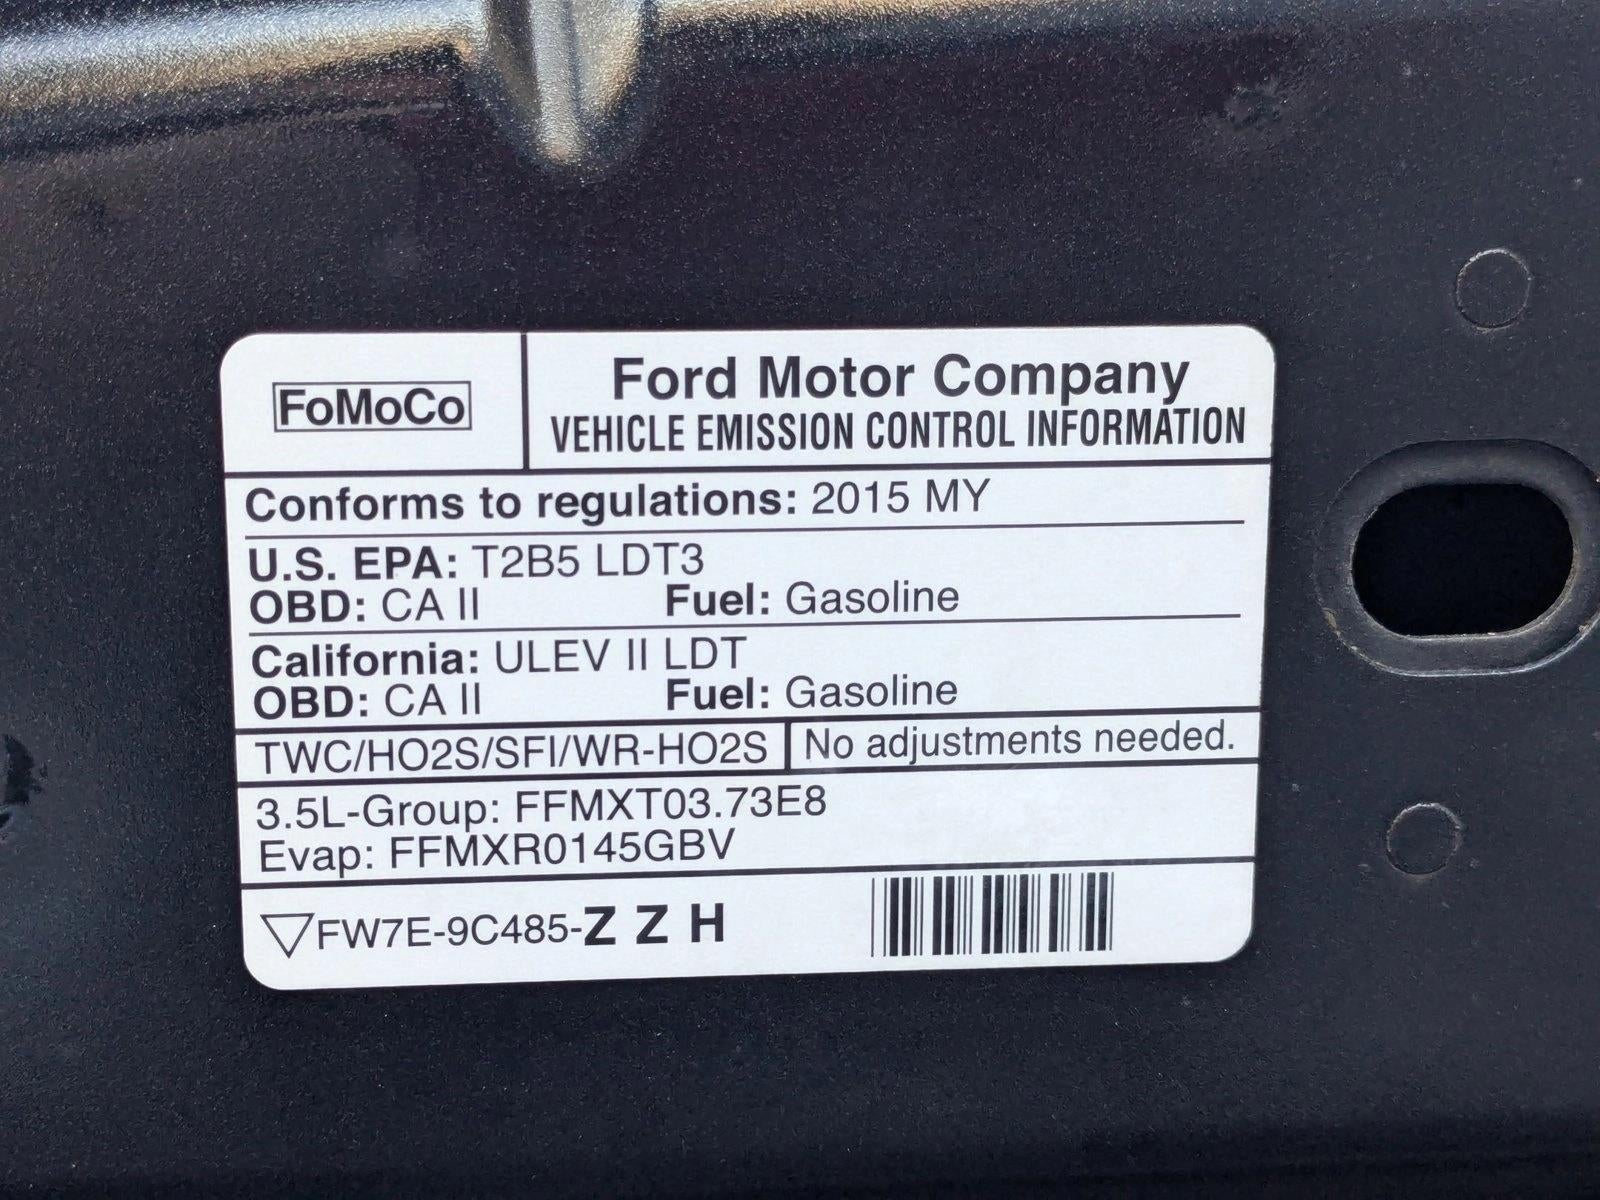 FoMoCo
Ford Motor Company
VEHICLE EMISSION CONTROL INFORMATION
Conforms to regulations: 2015 MY
U.S. EPA: T2B5 LDT3
OBD: CA II Fuel: Gasoline
California: ULEV II LDT
OBD: CA II Fuel: Gasoline
TWC/HO2S/SFI/WR-HO2S No adjustments needed.
3.5L-Group: FFMXT03.73E8
Evap: FFMXR0145GBV
FW7E-9C485-Z Z H